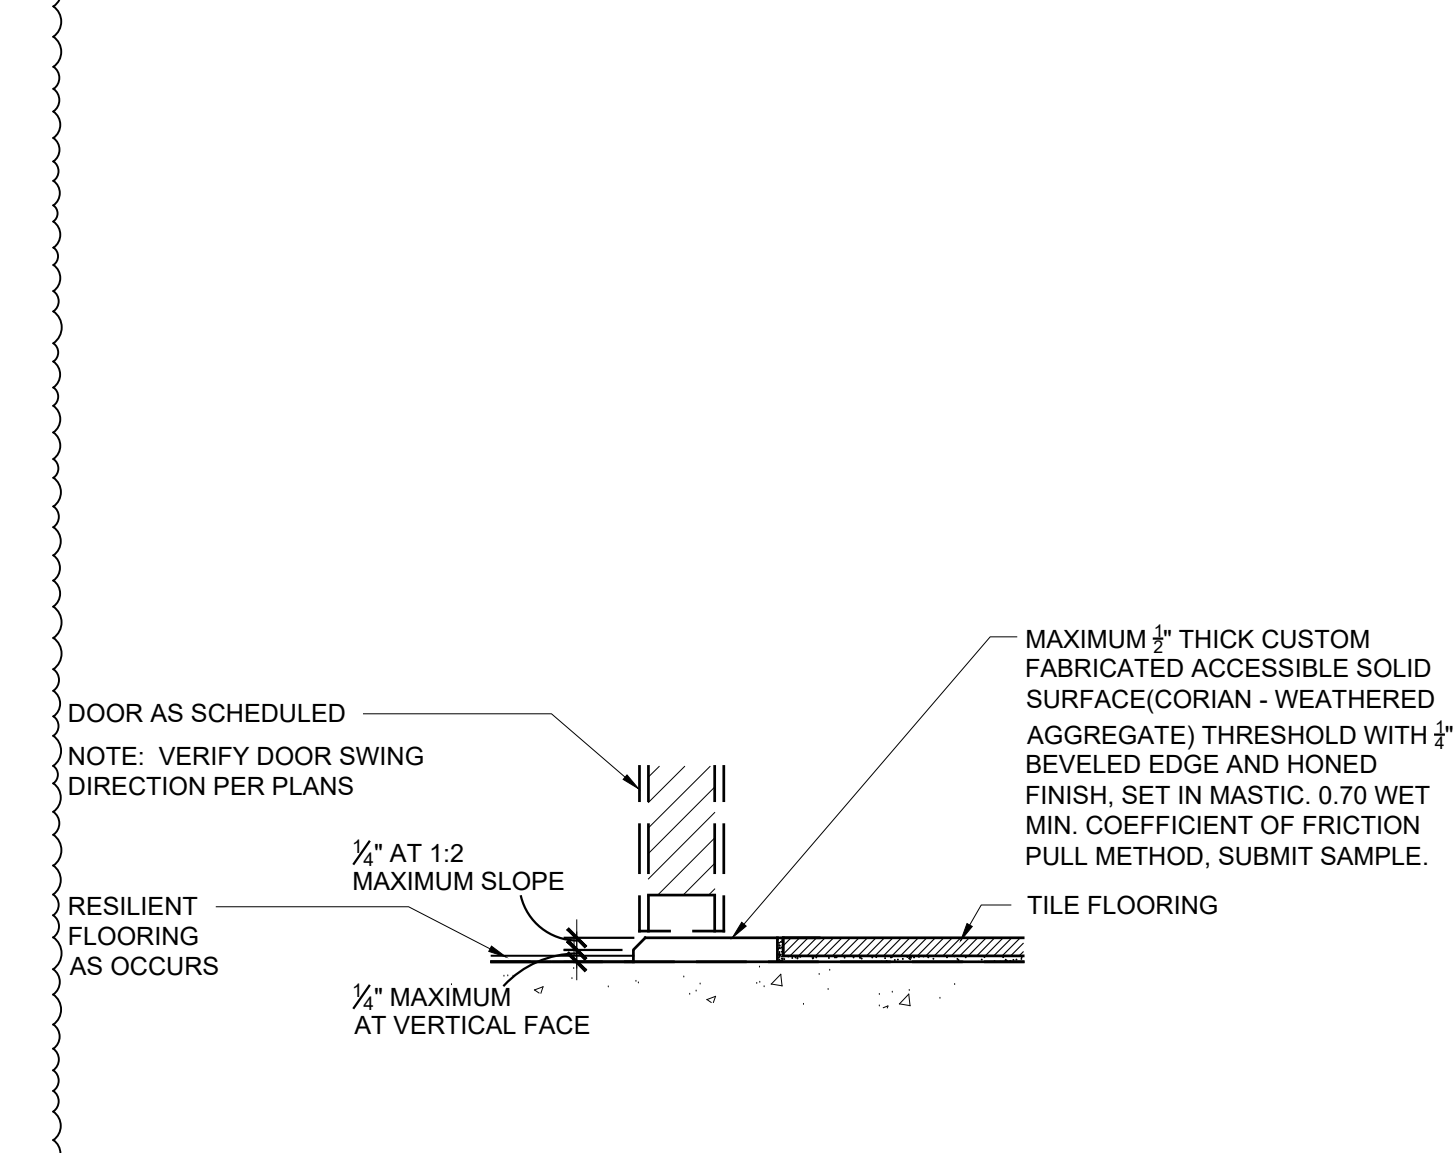 MAXIMUM ½" THICK CUSTOM
FABRICATED ACCESSIBLE SOLID
SURFACE(CORIAN - WEATHERED
AGGREGATE) THRESHOLD WITH ¼"
BEVELED EDGE AND HONED
FINISH, SET IN MASTIC. 0.70 WET
MIN. COEFFICIENT OF FRICTION
PULL METHOD, SUBMIT SAMPLE.
DOOR AS SCHEDULED
NOTE: VERIFY DOOR SWING
DIRECTION PER PLANS
¼" AT 1:2
MAXIMUM SLOPE
RESILIENT
FLOORING
AS OCCURS
TILE FLOORING
¼" MAXIMUM
AT VERTICAL FACE